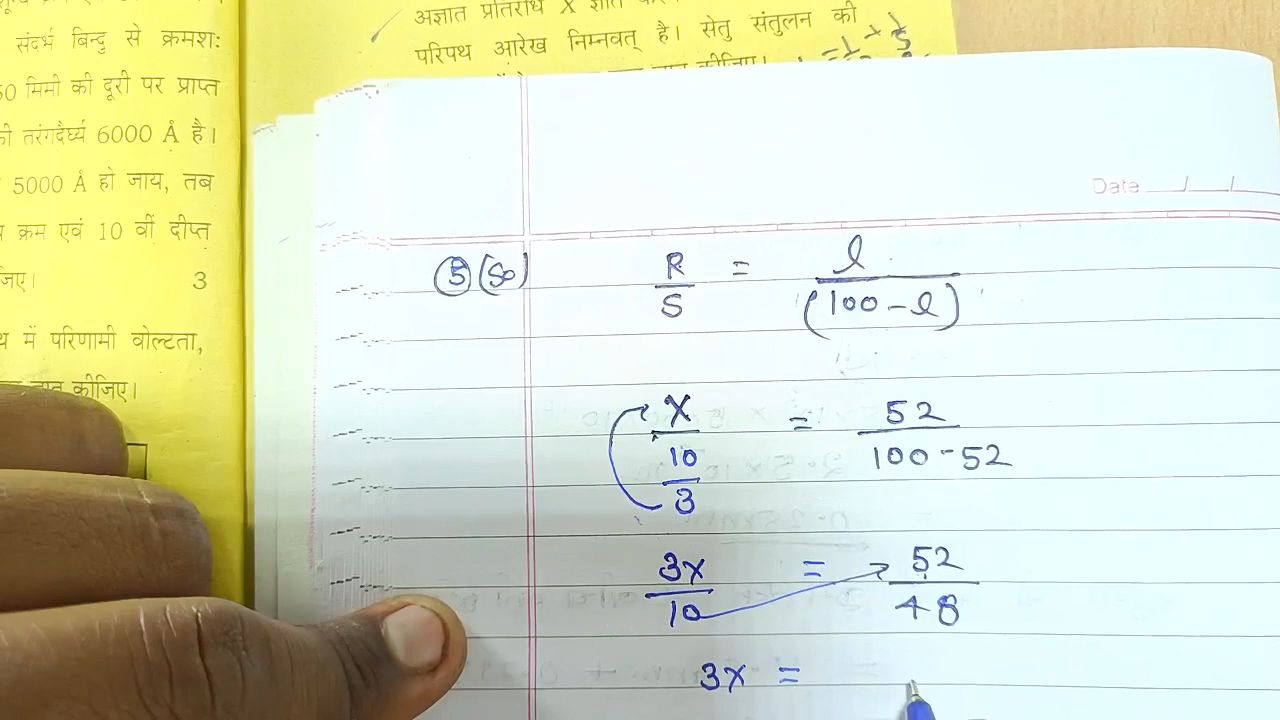 संदर्भ बिन्दु से क्रमशः
50 मिमी की दूरी पर प्राप्त
की तरंगदैर्घ्य 6000 Å है।
5000 Å हो जाय, तब
क्रम एवं 10 वीं दीप्त
जिए। 3
में परिणामी वोल्टता,
कीजिए।
अज्ञात प्रतिरोध X ज्ञात
परिपथ आरेख निम्नवत् है। सेतु संतुलन की
Date
R/S = l/(100-l)
X/(10/3) = 52/(100-52)
3x/10 = 52/48
3x =